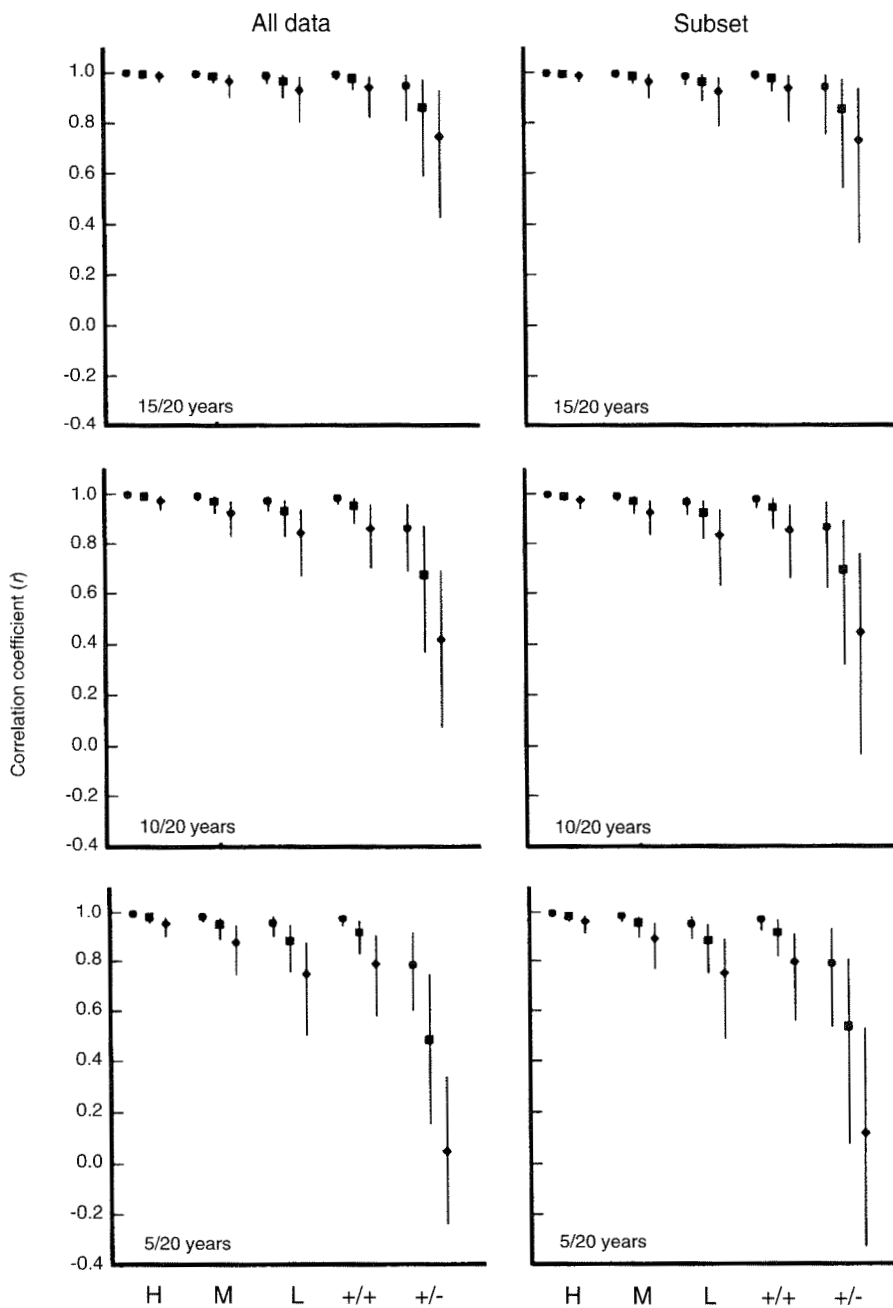 All data
Subset
Correlation coefficient (r)
1.0
0.8
0.6
0.4
0.2
0.0
-0.2
-0.4
15/20 years
15/20 years
1.0
0.8
0.6
0.4
0.2
0.0
-0.2
-0.4
10/20 years
10/20 years
1.0
0.8
0.6
0.4
0.2
0.0
-0.2
-0.4
5/20 years
5/20 years
H M L +/+ +/-
H M L +/+ +/-